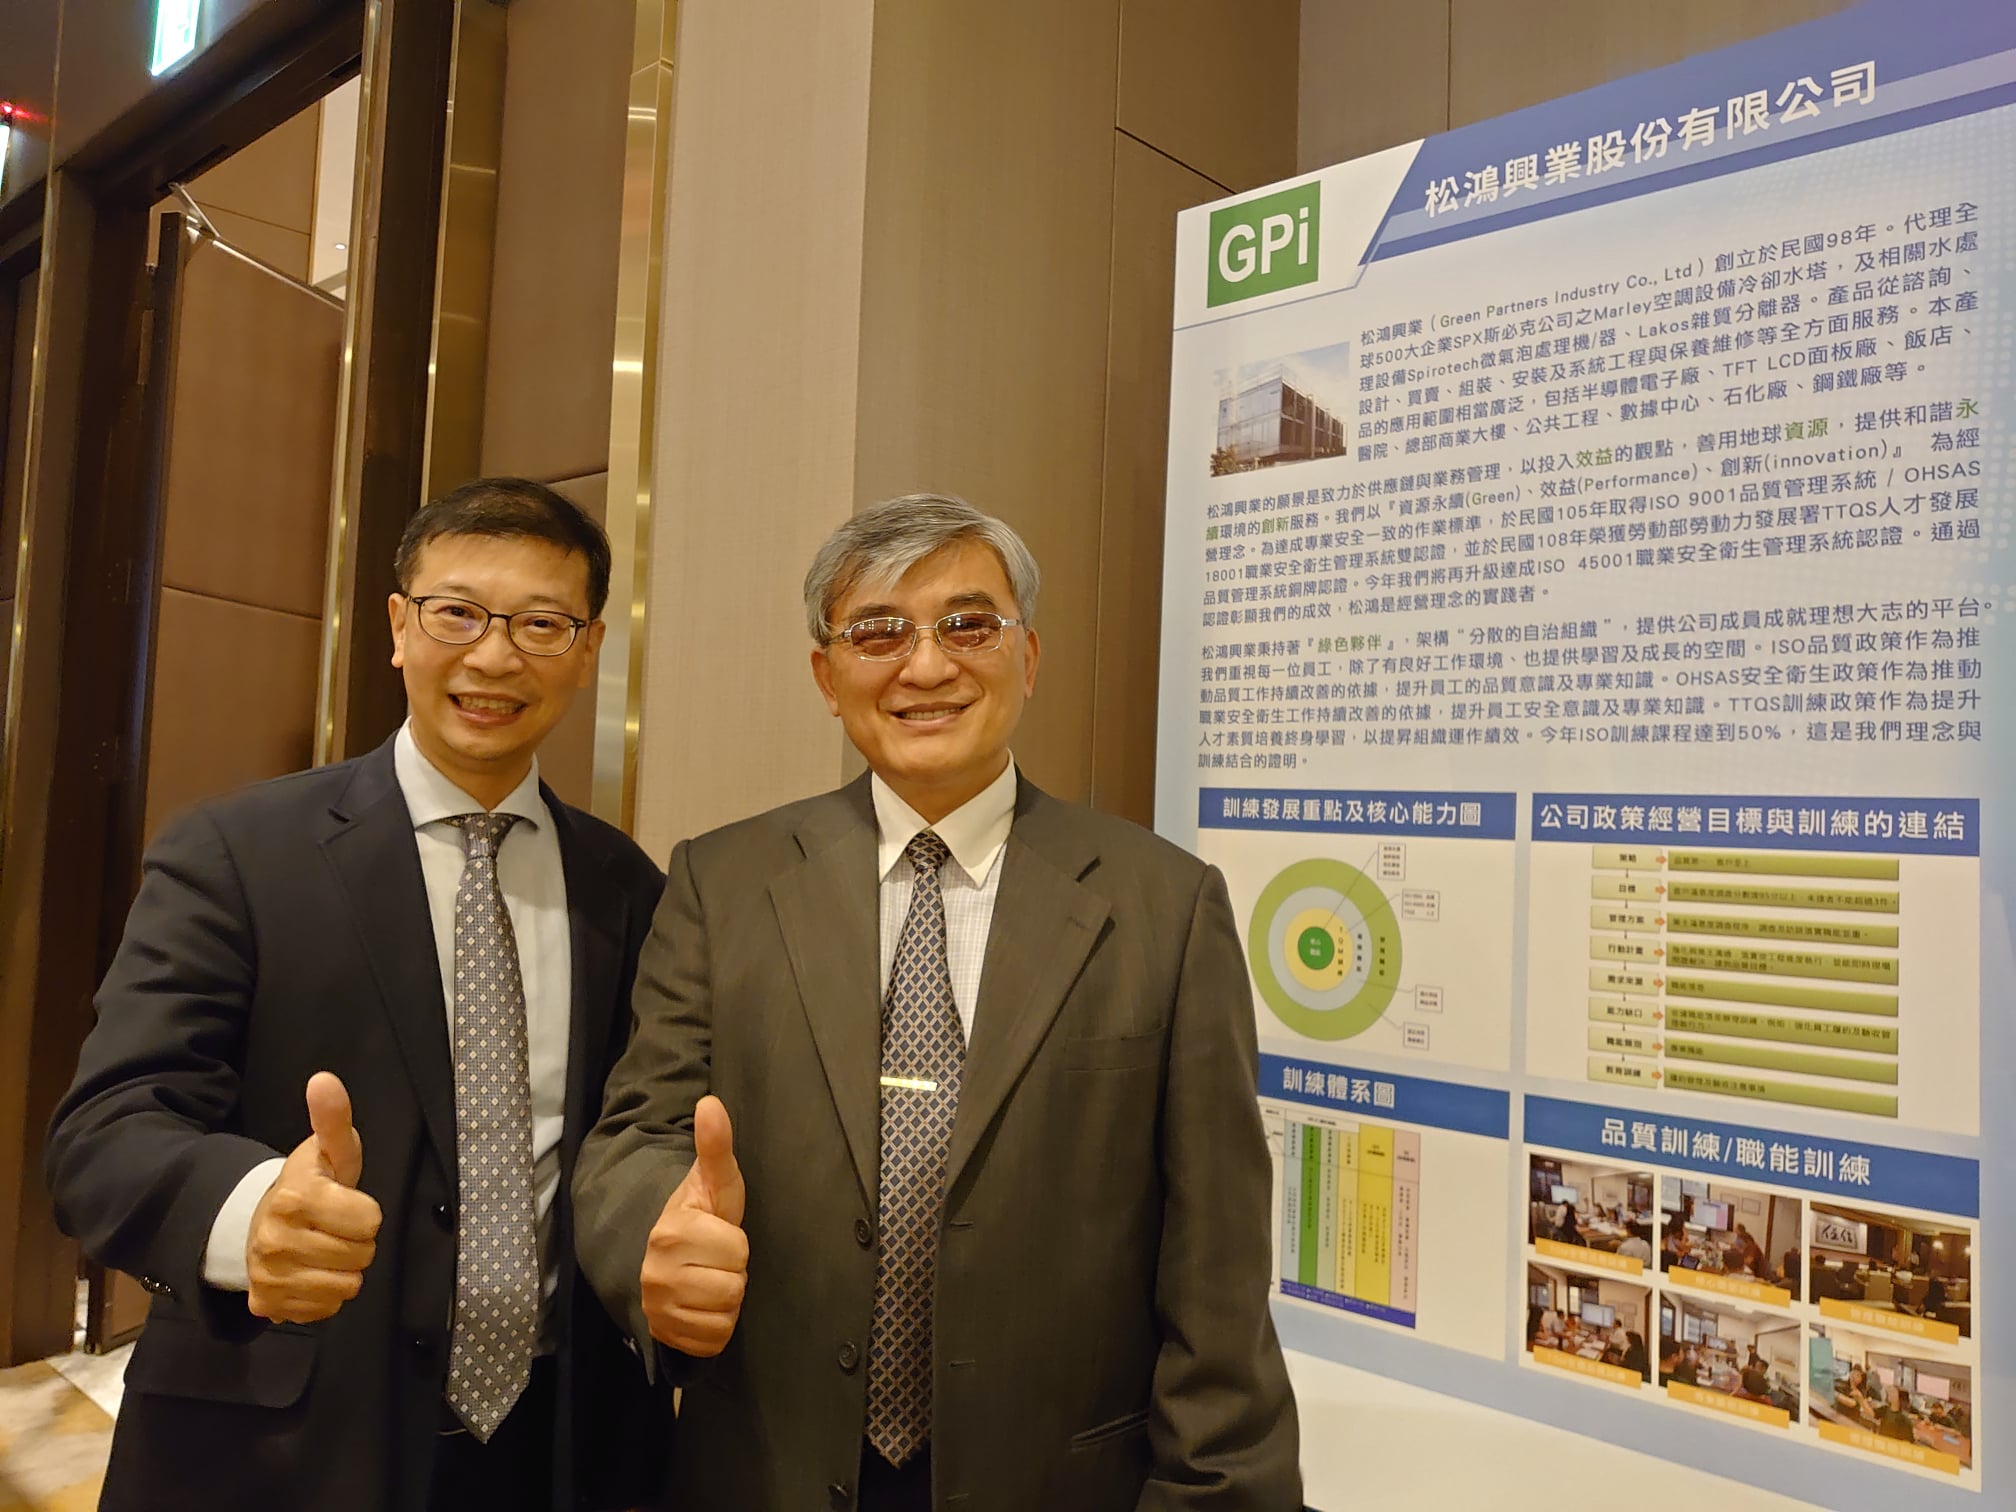 GPi
松鴻興業股份有限公司
松鴻興業（Green Partners Industry Co., Ltd）創立於民國98年。代理全
球500大企業SPX斯必克公司之Marley空調設備冷卻水塔，及相關水處
理設備Spirotech微氣泡處理機/器、Lakos雜質分離器。產品從諮詢、
設計、買賣、組裝、安裝及系統工程與保養維修等全方面服務。本產
品的應用範圍相當廣泛，包括半導體電子廠、TFT LCD面板廠、飯店、
醫院、總部商業大樓、公共工程、數據中心、石化廠、鋼鐵廠等。
松鴻興業的願景是致力於供應鏈與業務管理，以投入效益的觀點，善用地球資源，提供和諧永
續環境的創新服務。我們以『資源永續(Green)、效益(Performance)、創新(innovation)』 為經
營理念。為達成專業安全一致的作業標準，於民國105年取得ISO 9001品質管理系統 / OHSAS
18001職業安全衛生管理系統雙認證，並於民國108年榮獲勞動部勞動力發展署TTQS人才發展
品質管理系統銅牌認證。今年我們將再升級達成ISO 45001職業安全衛生管理系統認證。通過
認證彰顯我們的成效，松鴻是經營理念的實踐者。
松鴻興業秉持著『綠色夥伴』，架構“分散的自治組織”，提供公司成員成就理想大志的平台。
我們重視每一位員工，除了有良好工作環境、也提供學習及成長的空間。ISO品質政策作為推
動品質工作持續改善的依據，提升員工的品質意識及專業知識。OHSAS安全衛生政策作為推動
職業安全衛生工作持續改善的依據，提升員工安全意識及專業知識。TTQS訓練政策作為提升
人才素質培養終身學習，以提昇組織運作績效。今年ISO訓練課程達到50%，這是我們理念與
訓練結合的證明。
訓練發展重點及核心能力圖
公司政策經營目標與訓練的連結
策略
目標
管理方案
行動計畫
需求來源
能力缺口
職能類別
教育訓練
訓練體系圖
品質訓練/職能訓練